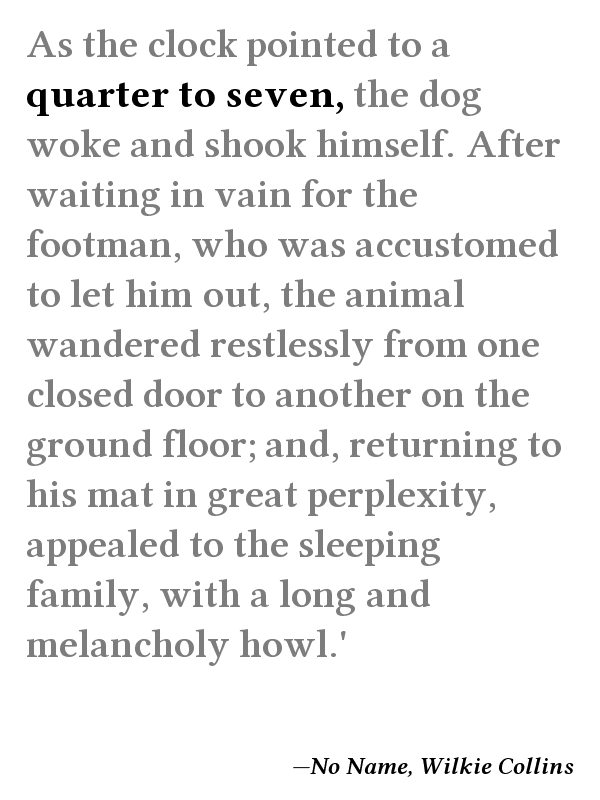 As the clock pointed to a
quarter to seven, the dog
woke and shook himself. After
waiting in vain for the
footman, who was accustomed
to let him out, the animal
wandered restlessly from one
closed door to another on the
ground floor; and, returning to
his mat in great perplexity,
appealed to the sleeping
family, with a long and
melancholy howl.'
—No Name, Wilkie Collins